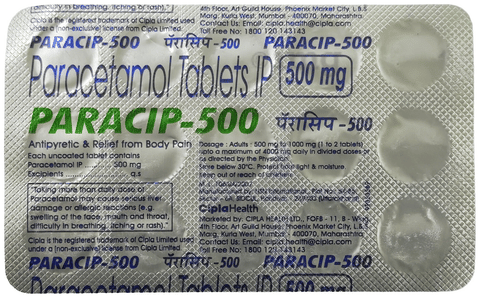 difficulty in breathing, itching or rash)."
Cipla is the registered trademark of Cipla Limited used
under a (non-exclusive) license from Cipla Limited
4th Floor, Art Guild House, Phoenix Market City, L.B.
Marg, Kurla West, Mumbai - 400070, Maharashtra
Contact Us: Email: cipla.health@cipla.com
Toll Free No.: 1800 120 143143
PARACIP-500 पॅरासिप -500 PARACIP-500
Paracetamol Tablets IP 500 mg
PARACIP-500 पॅरासिप -500
Antipyretic & Relief from Body Pain
Each uncoated tablet contains
Paracetamol IP ........ 500 mg
Excipients ........ q.s
Dosage : Adults : 500 mg to 1000 mg (1 to 2 tablets)
upto a maximum of 4000 mg daily in divided doses or
as directed by the Physician.
Store below 30°C. Protect from light & moisture
Keep out of reach of children.
"Taking more than daily dose of
Paracetamol may cause serious liver
damage or allergic reactions (e.g.
swelling of the face, mouth and throat,
difficulty in breathing, itching or rash)."
CiplaHealth
Marketed by: CIPLA HEALTH LTD., FOFB - 11, B - Wing
4th Floor, Art Guild House, Phoenix Market City, L.B.
Marg, Kurla West, Mumbai - 400070, Maharashtra
Contact Us: Email: cipla.health@cipla.com
Toll Free No.: 1800 120 143143
Cipla is the registered trademark of Cipla Limited used
under a (non-exclusive) license from Cipla Limited
PARACIP-500 पॅरासिप -500 PARACIP-500
Paracetamol Tablets IP 500 mg